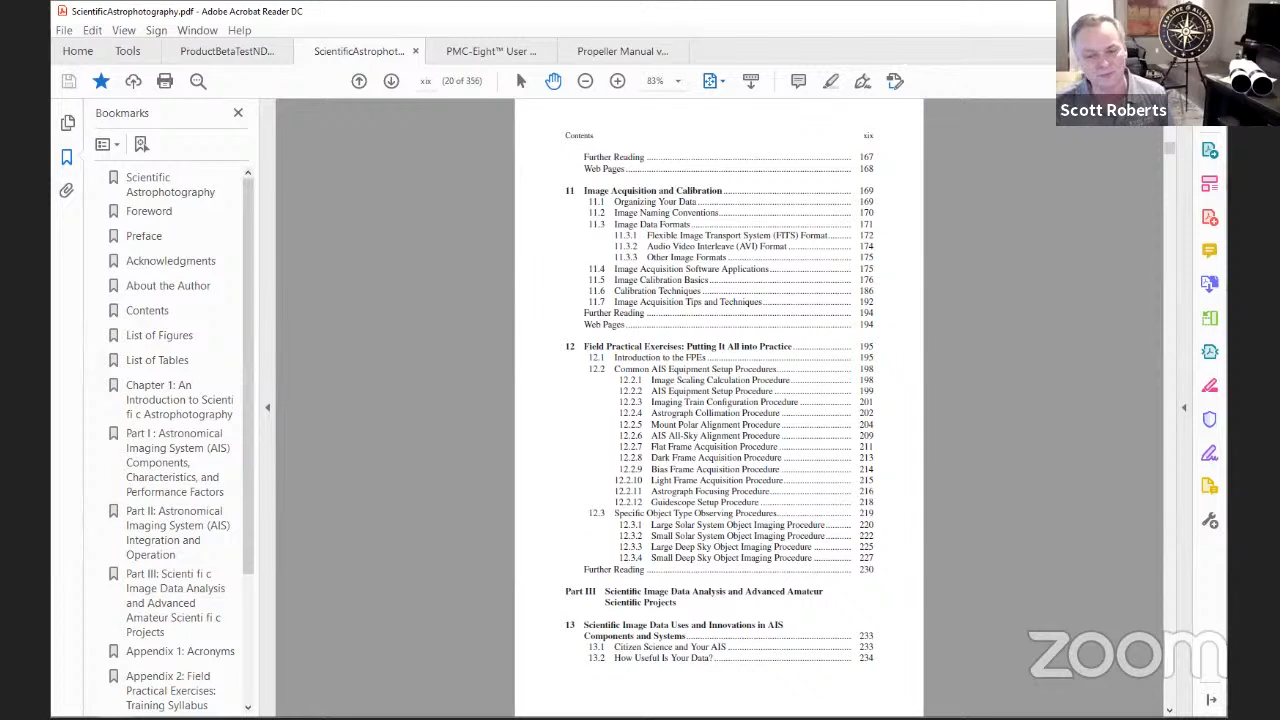 ScientificAstrophotography.pdf - Adobe Acrobat Reader DC
File Edit View Sign Window Help
Home Tools ProductBetaTestND... ScientificAstrophot... × PMC-Eight™ User ... Propeller Manual v...
xix (20 of 356) 83%
Bookmarks
Scientific
Astrophotography
Foreword
Preface
Acknowledgments
About the Author
Contents
List of Figures
List of Tables
Chapter 1: An
Introduction to Scienti
fi c Astrophotography
Part I : Astronomical
Imaging System (AIS)
Components,
Characteristics, and
Performance Factors
Part II: Astronomical
Imaging System (AIS)
Integration and
Operation
Part III: Scienti fi c
Image Data Analysis
and Advanced
Amateur Scienti fi c
Projects
Appendix 1: Acronyms
Appendix 2: Field
Practical Exercises:
Training Syllabus
Contents xix
Further Reading 167
Web Pages 168
11 Image Acquisition and Calibration 169
11.1 Organizing Your Data 169
11.2 Image Naming Conventions 170
11.3 Image Data Formats 171
11.3.1 Flexible Image Transport System (FITS) Format 172
11.3.2 Audio Video Interleave (AVI) Format 174
11.3.3 Other Image Formats 175
11.4 Image Acquisition Software Applications 175
11.5 Image Calibration Basics 176
11.6 Calibration Techniques 186
11.7 Image Acquisition Tips and Techniques 192
Further Reading 194
Web Pages 194
12 Field Practical Exercises: Putting It All into Practice 195
12.1 Introduction to the FPEs 195
12.2 Common AIS Equipment Setup Procedures 198
12.2.1 Image Scaling Calculation Procedure 198
12.2.2 AIS Equipment Setup Procedure 199
12.2.3 Imaging Train Configuration Procedure 201
12.2.4 Astrograph Collimation Procedure 202
12.2.5 Mount Polar Alignment Procedure 204
12.2.6 AIS All-Sky Alignment Procedure 209
12.2.7 Flat Frame Acquisition Procedure 211
12.2.8 Dark Frame Acquisition Procedure 213
12.2.9 Bias Frame Acquisition Procedure 214
12.2.10 Light Frame Acquisition Procedure 215
12.2.11 Astrograph Focusing Procedure 216
12.2.12 Guidescope Setup Procedure 218
12.3 Specific Object Type Observing Procedures 219
12.3.1 Large Solar System Object Imaging Procedure 220
12.3.2 Small Solar System Object Imaging Procedure 222
12.3.3 Large Deep Sky Object Imaging Procedure 225
12.3.4 Small Deep Sky Object Imaging Procedure 227
Further Reading 230
Part III Scientific Image Data Analysis and Advanced Amateur
Scientific Projects
13 Scientific Image Data Uses and Innovations in AIS
Components and Systems 233
13.1 Citizen Science and Your AIS 233
13.2 How Useful Is Your Data? 234
EXPLORE ALLIANCE
Scott Roberts
zoom